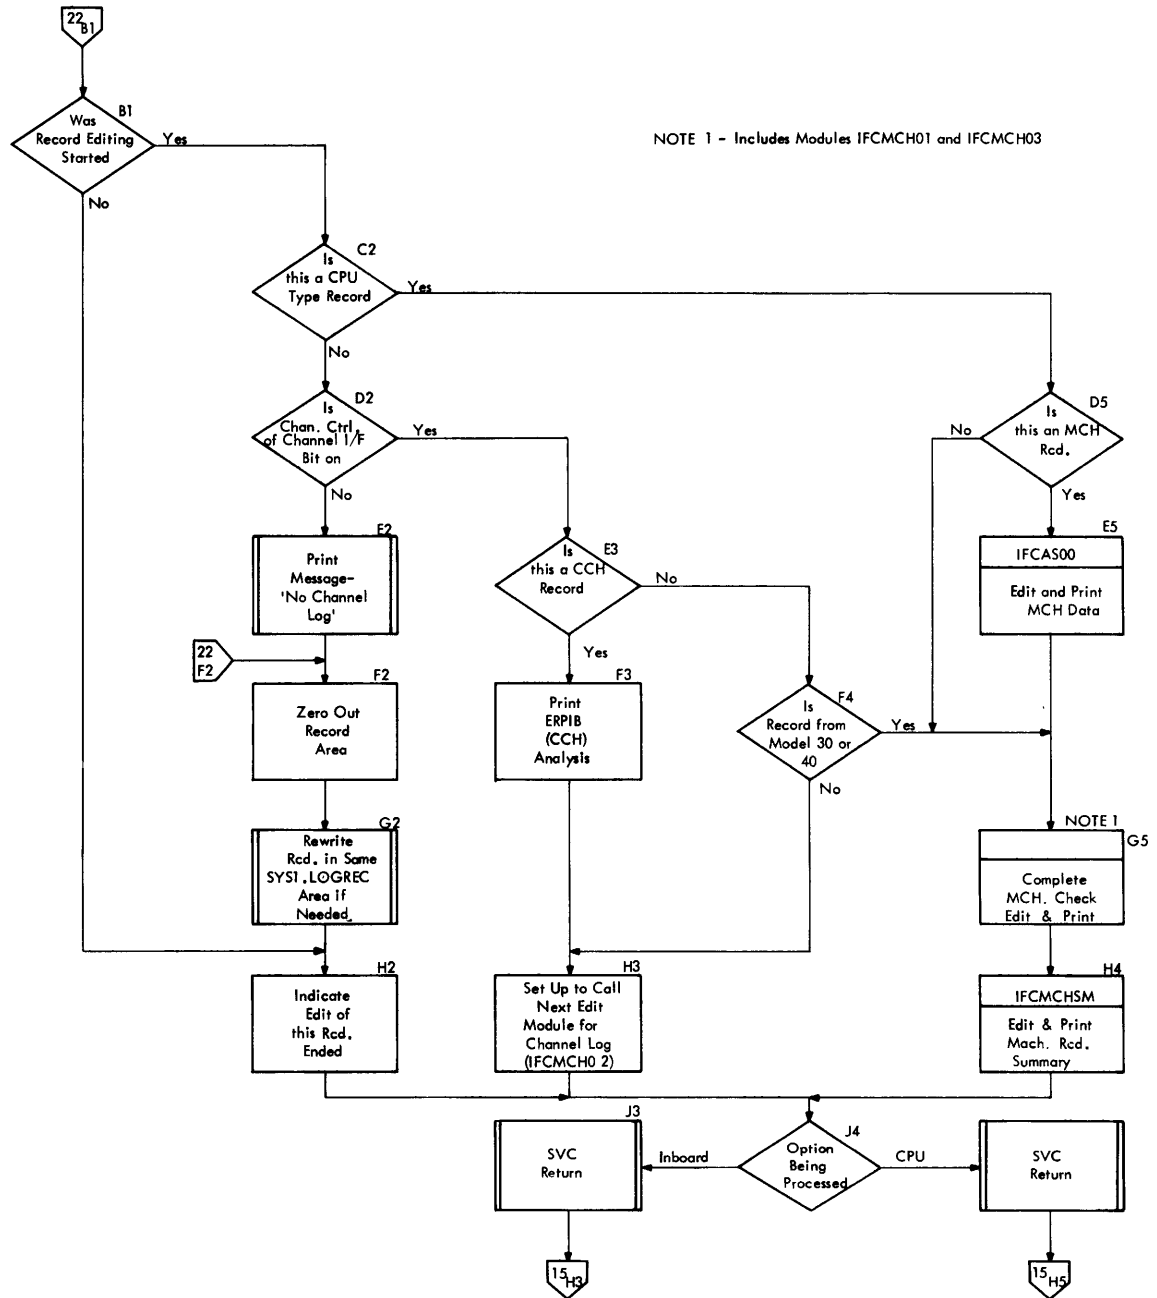 22
B1
B1
Was
Record Editing
Started
Yes
No
NOTE 1 - Includes Modules IFCMCH01 and IFCMCH03
C2
Is
this a CPU
Type Record
Yes
No
D2
Is
Chan. Ctrl.
of Channel I/F
Bit on
Yes
No
D5
Is
this an MCH
Rcd.
No
Yes
E2
Print
Message-
'No Channel
Log'
E3
Is
this a CCH
Record
No
Yes
E5
IFCAS00
Edit and Print
MCH Data
22
F2
F2
Zero Out
Record
Area
F3
Print
ERPIB
(CCH)
Analysis
F4
Is
Record from
Model 30 or
40
Yes
No
G2
Rewrite
Rcd. in Same
SYS1.LOGREC
Area if
Needed.
NOTE 1
G5
Complete
MCH. Check
Edit & Print
H2
Indicate
Edit of
this Rcd.
Ended
H3
Set Up to Call
Next Edit
Module for
Channel Log
(IFCMCH0 2)
H4
IFCMCHSM
Edit & Print
Mach. Rcd.
Summary
J3
SVC
Return
Inboard
J4
Option
Being
Processed
CPU
SVC
Return
15
H3
15
H5